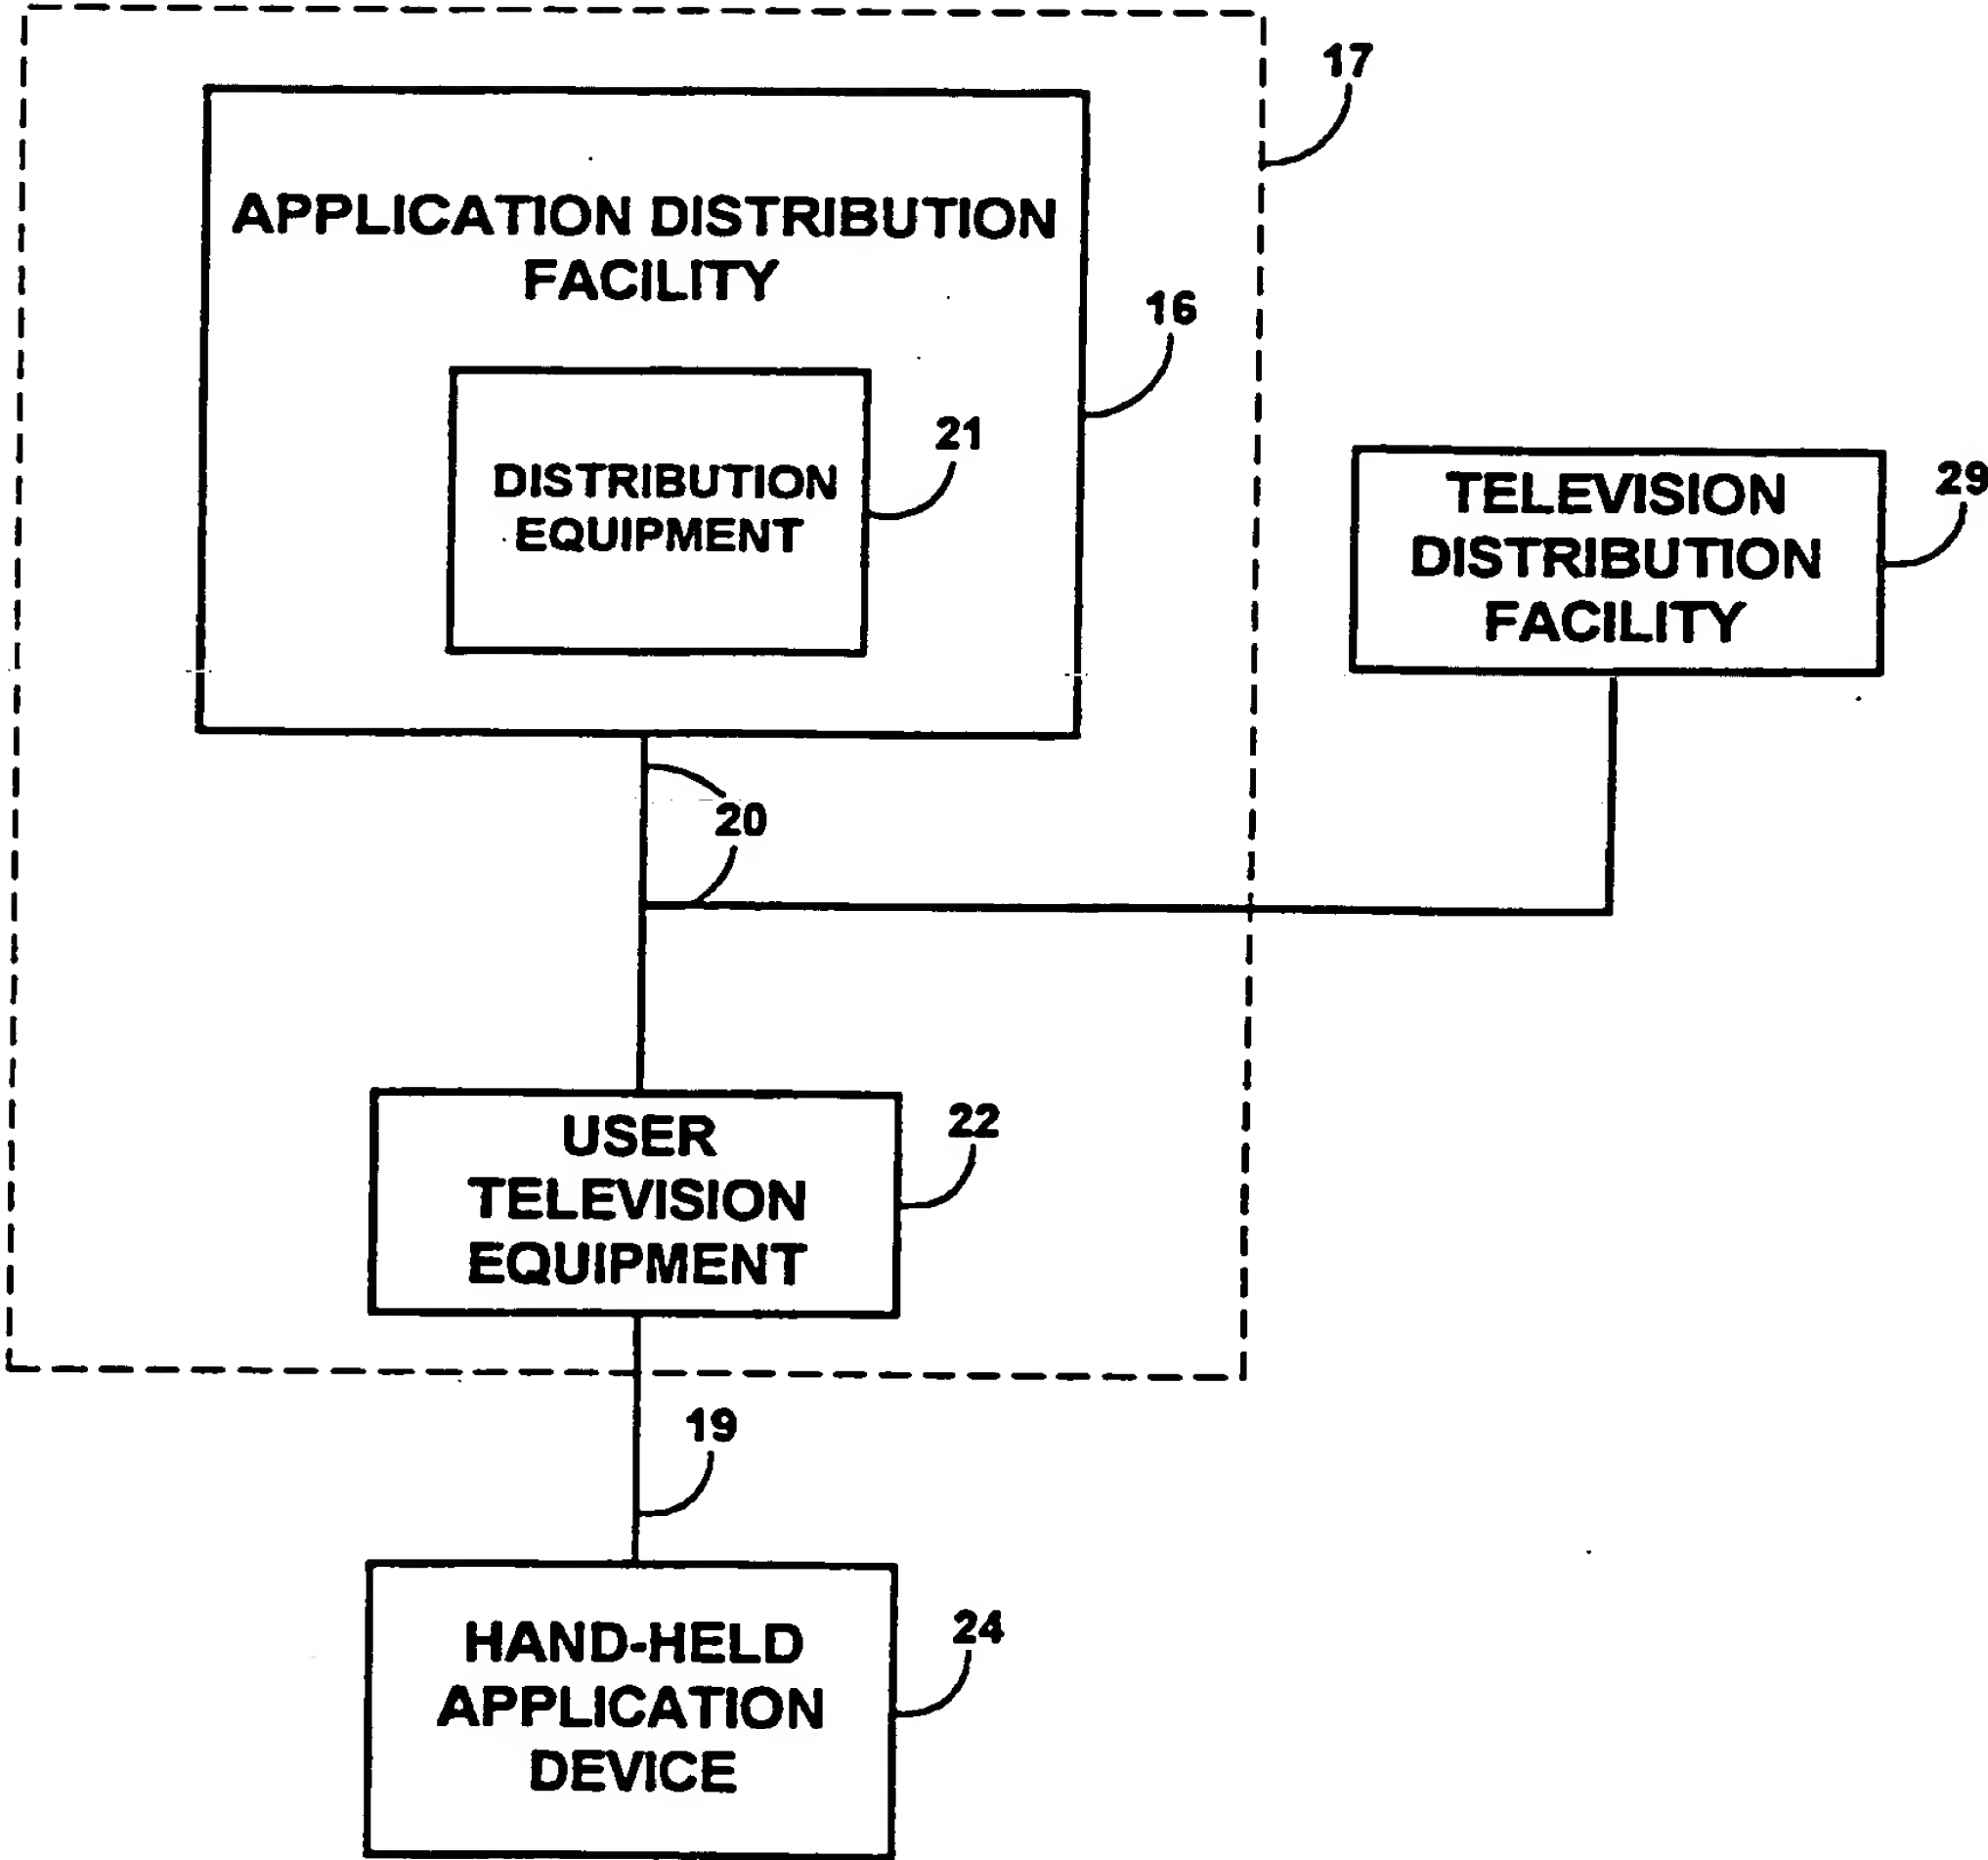 17
APPLICATION DISTRIBUTION
FACILITY
16
21
DISTRIBUTION
EQUIPMENT
29
TELEVISION
DISTRIBUTION
FACILITY
20
22
USER
TELEVISION
EQUIPMENT
19
24
HAND-HELD
APPLICATION
DEVICE